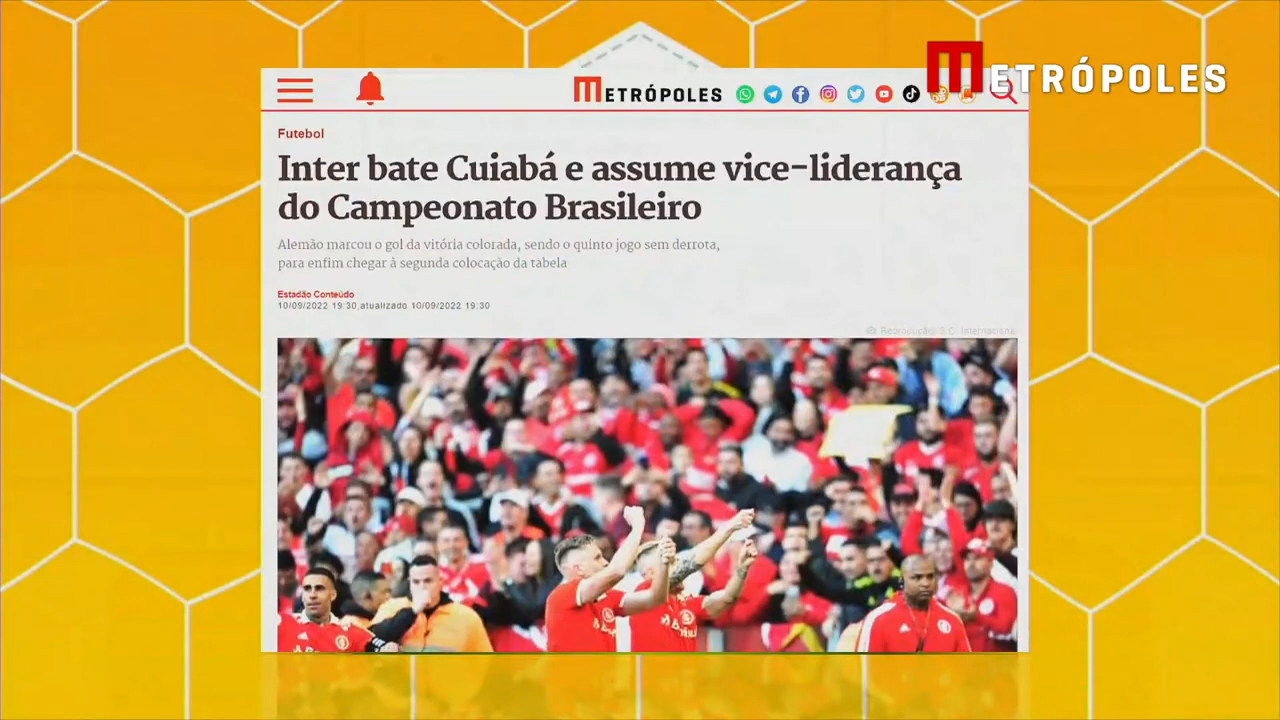 METRÓPOLES
METRÓPOLES
Futebol
Inter bate Cuiabá e assume vice-liderança
do Campeonato Brasileiro
Alemão marcou o gol da vitória colorada, sendo o quinto jogo sem derrota,
para enfim chegar à segunda colocação da tabela
Estadão Conteúdo
10/09/2022 19:30,atualizado 10/09/2022 19:30
Reprodução/ S.C. Internacional